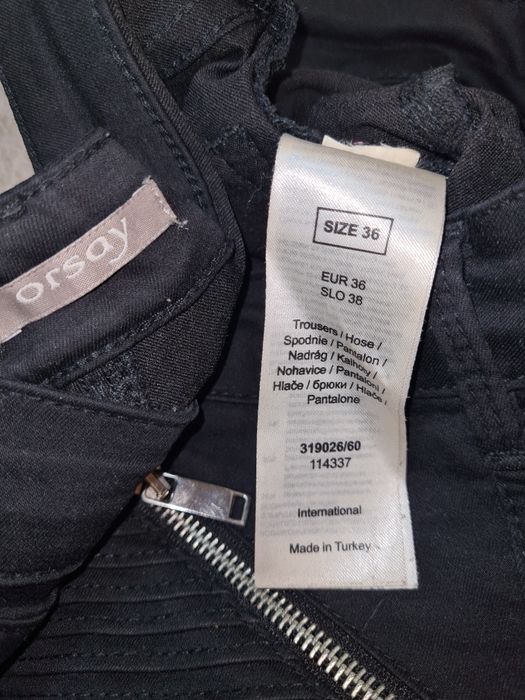 orsay
SIZE 36
EUR 36
SLO 38
Trousers / Hose /
Spodnie / Pantalon /
Nadrág / Kalhoty /
Nohavice / Pantaloni /
Hlače / брюки / Hlače /
Pantalone
319026/60
114337
International
Made in Turkey